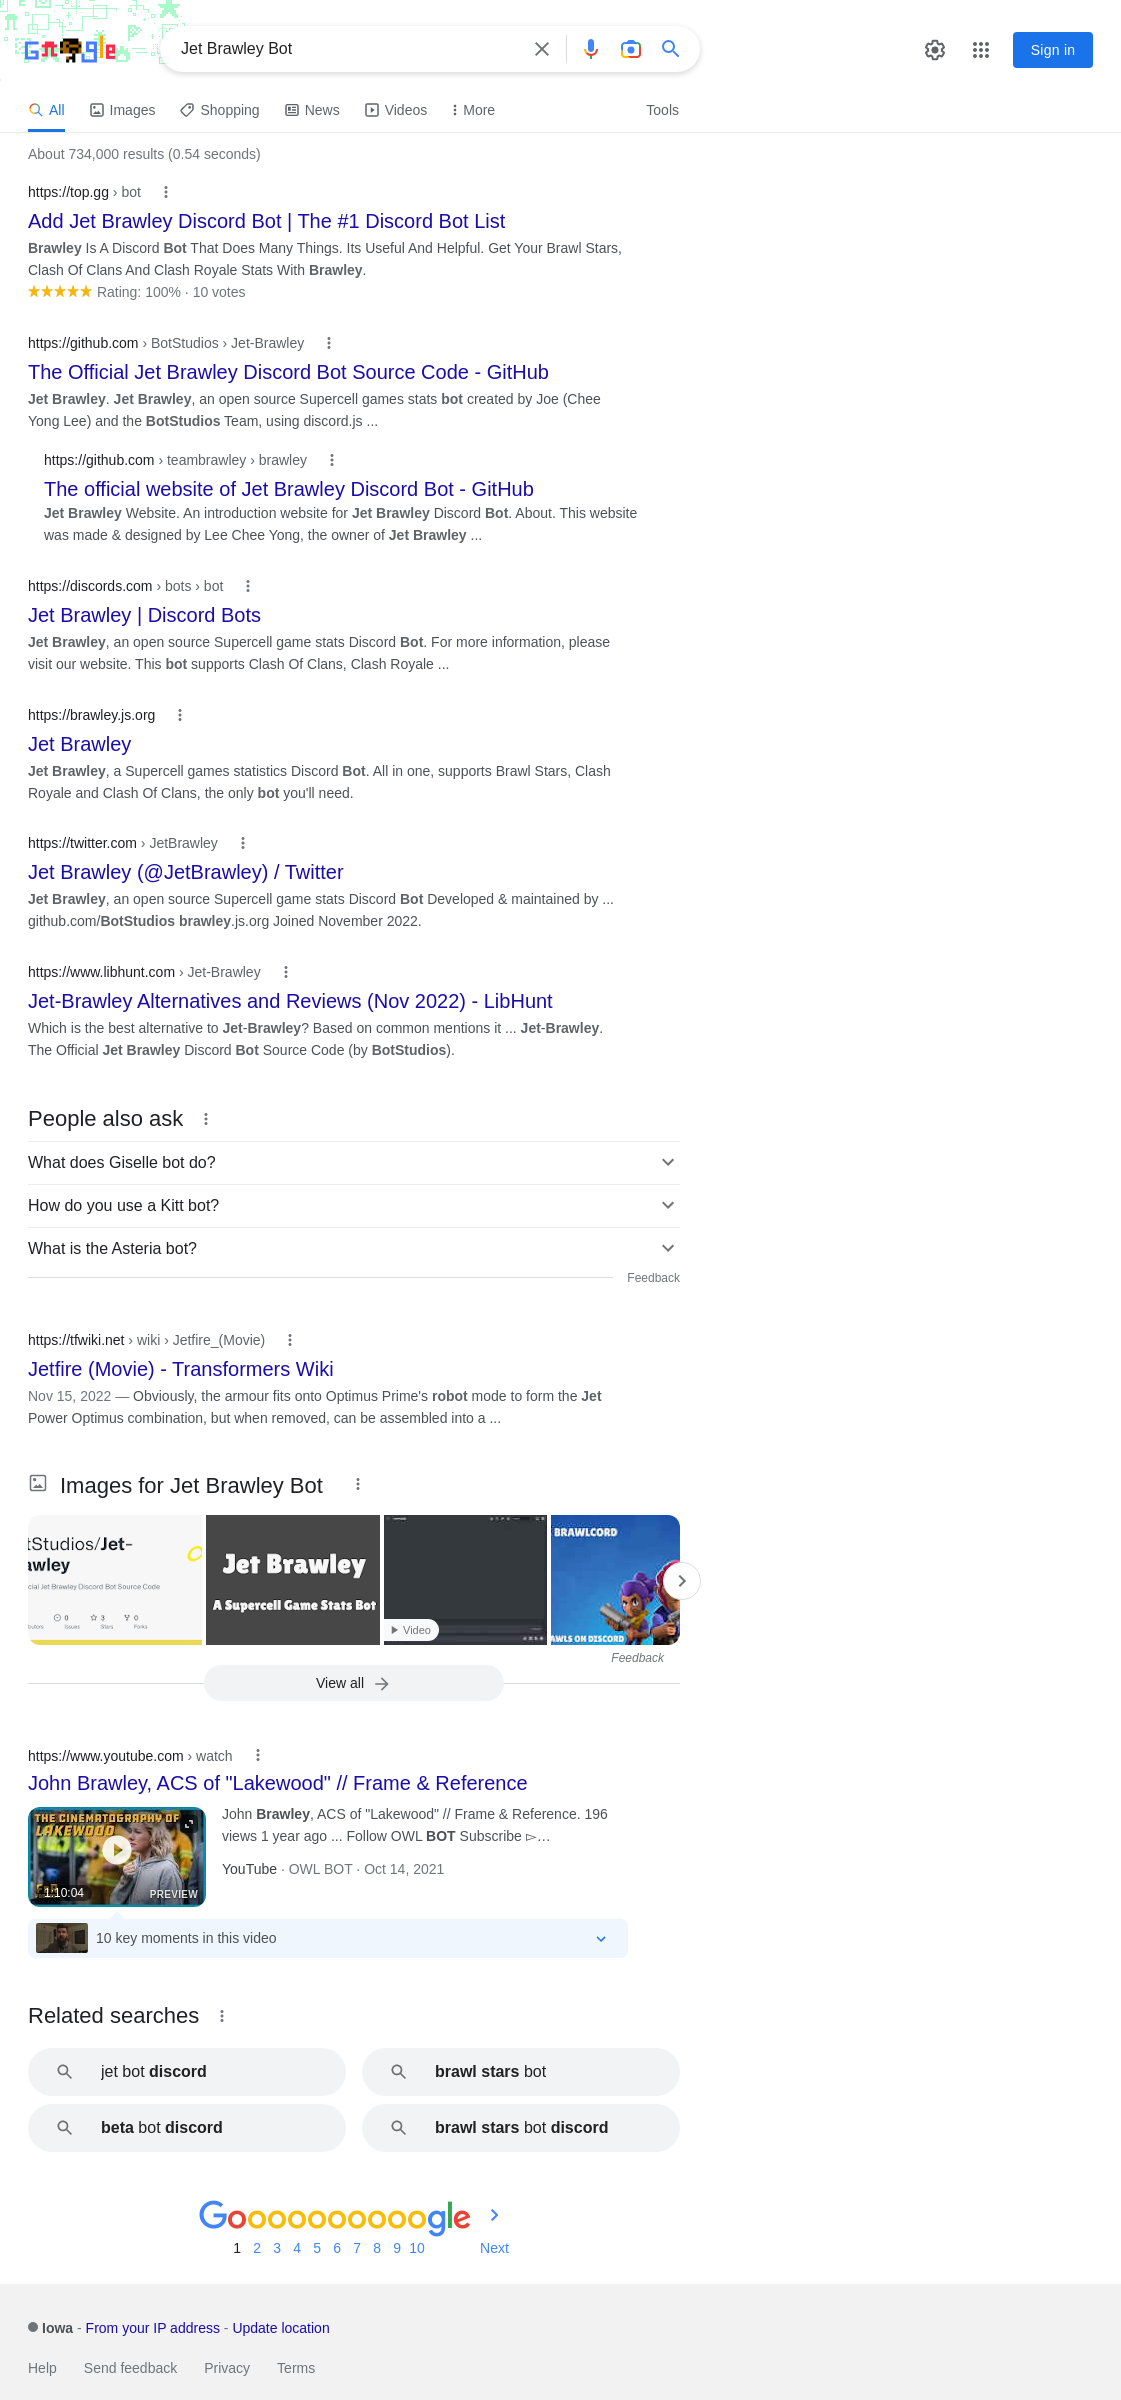 Google
Jet Brawley Bot
Sign in
All
Images
Shopping
News
Videos
More
Tools
About 734,000 results (0.54 seconds)
https://top.gg › bot
Add Jet Brawley Discord Bot | The #1 Discord Bot List
Brawley Is A Discord Bot That Does Many Things. Its Useful And Helpful. Get Your Brawl Stars,
Clash Of Clans And Clash Royale Stats With Brawley.
Rating: 100% · 10 votes
https://github.com › BotStudios › Jet-Brawley
The Official Jet Brawley Discord Bot Source Code - GitHub
Jet Brawley. Jet Brawley, an open source Supercell games stats bot created by Joe (Chee
Yong Lee) and the BotStudios Team, using discord.js ...
https://github.com › teambrawley › brawley
The official website of Jet Brawley Discord Bot - GitHub
Jet Brawley Website. An introduction website for Jet Brawley Discord Bot. About. This website
was made & designed by Lee Chee Yong, the owner of Jet Brawley ...
https://discords.com › bots › bot
Jet Brawley | Discord Bots
Jet Brawley, an open source Supercell game stats Discord Bot. For more information, please
visit our website. This bot supports Clash Of Clans, Clash Royale ...
https://brawley.js.org
Jet Brawley
Jet Brawley, a Supercell games statistics Discord Bot. All in one, supports Brawl Stars, Clash
Royale and Clash Of Clans, the only bot you'll need.
https://twitter.com › JetBrawley
Jet Brawley (@JetBrawley) / Twitter
Jet Brawley, an open source Supercell game stats Discord Bot Developed & maintained by ...
github.com/BotStudios brawley.js.org Joined November 2022.
https://www.libhunt.com › Jet-Brawley
Jet-Brawley Alternatives and Reviews (Nov 2022) - LibHunt
Which is the best alternative to Jet-Brawley? Based on common mentions it ... Jet-Brawley.
The Official Jet Brawley Discord Bot Source Code (by BotStudios).
People also ask
What does Giselle bot do?
How do you use a Kitt bot?
What is the Asteria bot?
Feedback
https://tfwiki.net › wiki › Jetfire_(Movie)
Jetfire (Movie) - Transformers Wiki
Nov 15, 2022 — Obviously, the armour fits onto Optimus Prime's robot mode to form the Jet
Power Optimus combination, but when removed, can be assembled into a ...
Images for Jet Brawley Bot
tStudios/Jet-
awley
cial Jet Brawley Discord Bot Source Code
0 3 0
butors Issues Stars Forks
Jet Brawley
A Supercell Game Stats Bot
Video
BRAWLCORD
AWLS ON DISCORD
Feedback
View all
https://www.youtube.com › watch
John Brawley, ACS of "Lakewood" // Frame & Reference
THE CINEMATOGRAPHY OF
LAKEWOOD
1:10:04
PREVIEW
John Brawley, ACS of "Lakewood" // Frame & Reference. 196
views 1 year ago ... Follow OWL BOT Subscribe ▻…
YouTube · OWL BOT · Oct 14, 2021
10 key moments in this video
Related searches
jet bot discord
brawl stars bot
beta bot discord
brawl stars bot discord
Goooooooooogle
1 2 3 4 5 6 7 8 9 10 Next
Iowa - From your IP address - Update location
Help Send feedback Privacy Terms